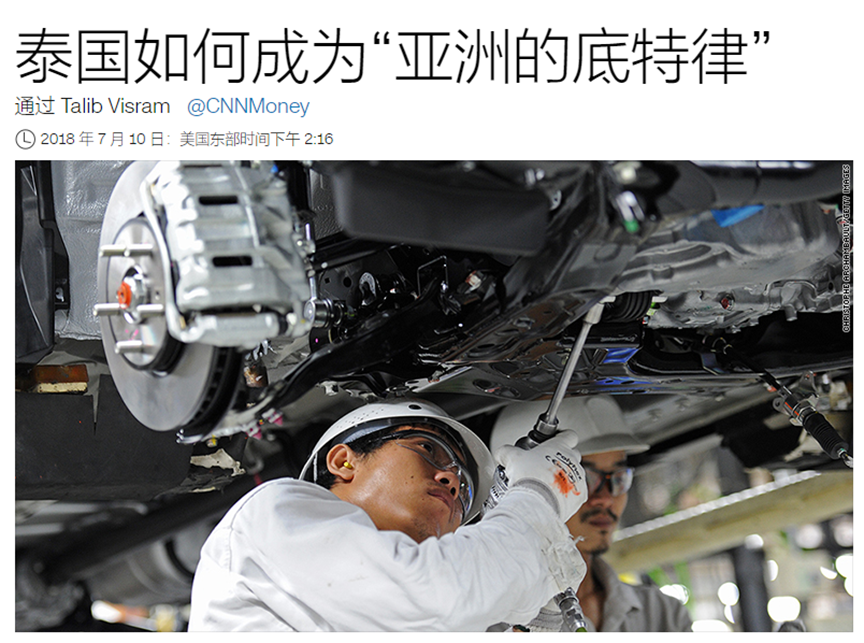 泰国如何成为“亚洲的底特律”
通过 Talib Visram @CNNMoney
2018 年 7 月 10 日：美国东部时间下午 2:16
CHRISTOPHE ARCHAMBAULT/GETTY IMAGES